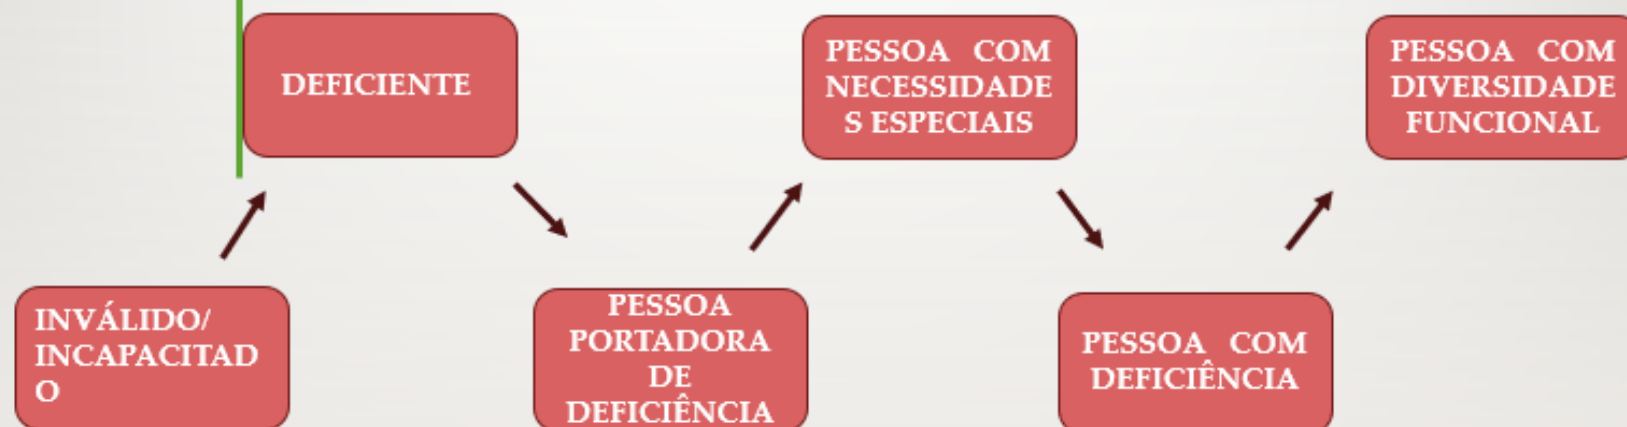 INVÁLIDO/
INCAPACITAD
O
DEFICIENTE
PESSOA
PORTADORA
DE
DEFICIÊNCIA
PESSOA COM
NECESSIDADE
S ESPECIAIS
PESSOA COM
DEFICIÊNCIA
PESSOA COM
DIVERSIDADE
FUNCIONAL